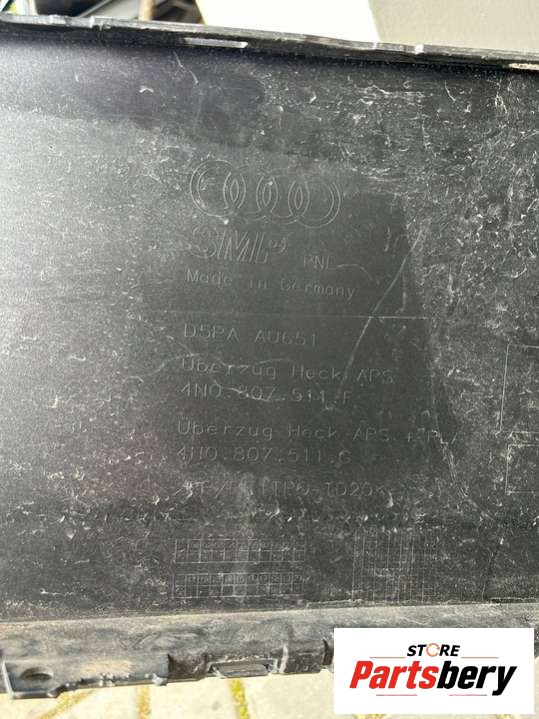 SMP
PNL
Made in Germany
D5PA AU651
Überzug Heck APS
4N0.807.511.F
Überzug Heck APS +
4N0.807.511.G
STORE
Partsbery